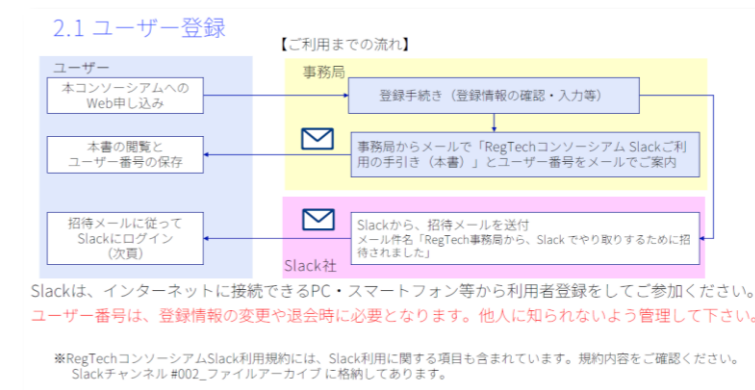 2.1 ユーザー登録
【ご利用までの流れ】
ユーザー
事務局
本コンソーシアムへの
Web申し込み
登録手続き（登録情報の確認・入力等）
本書の閲覧と
ユーザー番号の保存
事務局からメールで「RegTechコンソーシアム Slackご利
用の手引き（本書）」とユーザー番号をメールでご案内
招待メールに従って
Slackにログイン
（次頁）
Slackから、招待メールを送付
メール件名「RegTech事務局から、Slack でやり取りするために招
待されました」
Slack社
Slackは、インターネットに接続できるPC・スマートフォン等から利用者登録をしてご参加ください。
ユーザー番号は、登録情報の変更や退会時に必要となります。他人に知られないよう管理して下さい。
※RegTechコンソーシアムSlack利用規約には、Slack利用に関する項目も含まれています。規約内容をご確認ください。
Slackチャンネル #002_ファイルアーカイブ に格納してあります。